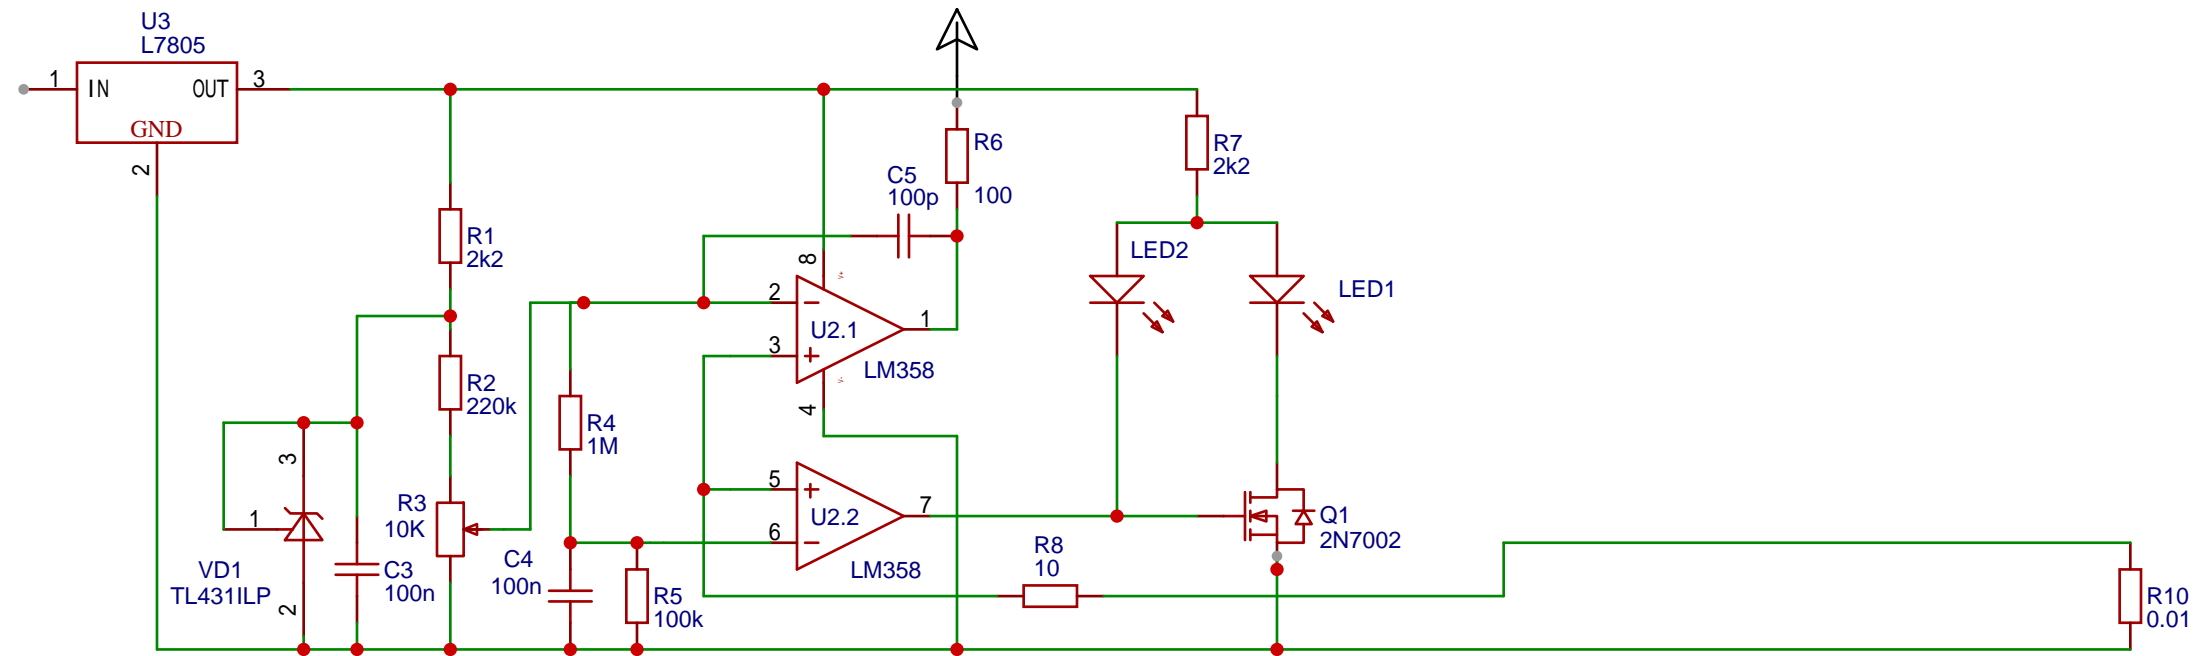 U3
L7805
1
IN
OUT
3
GND
2
R1
2k2
R2
220k
R3
10K
3
1
2
VD1
TL431ILP
C3
100n
R4
1M
C4
100n
R5
100k
C5
100p
R6
100
8
V+
2
3
1
U2.1
LM358
V-
4
5
6
7
U2.2
LM358
R7
2k2
LED2
LED1
Q1
2N7002
R8
10
R10
0.01